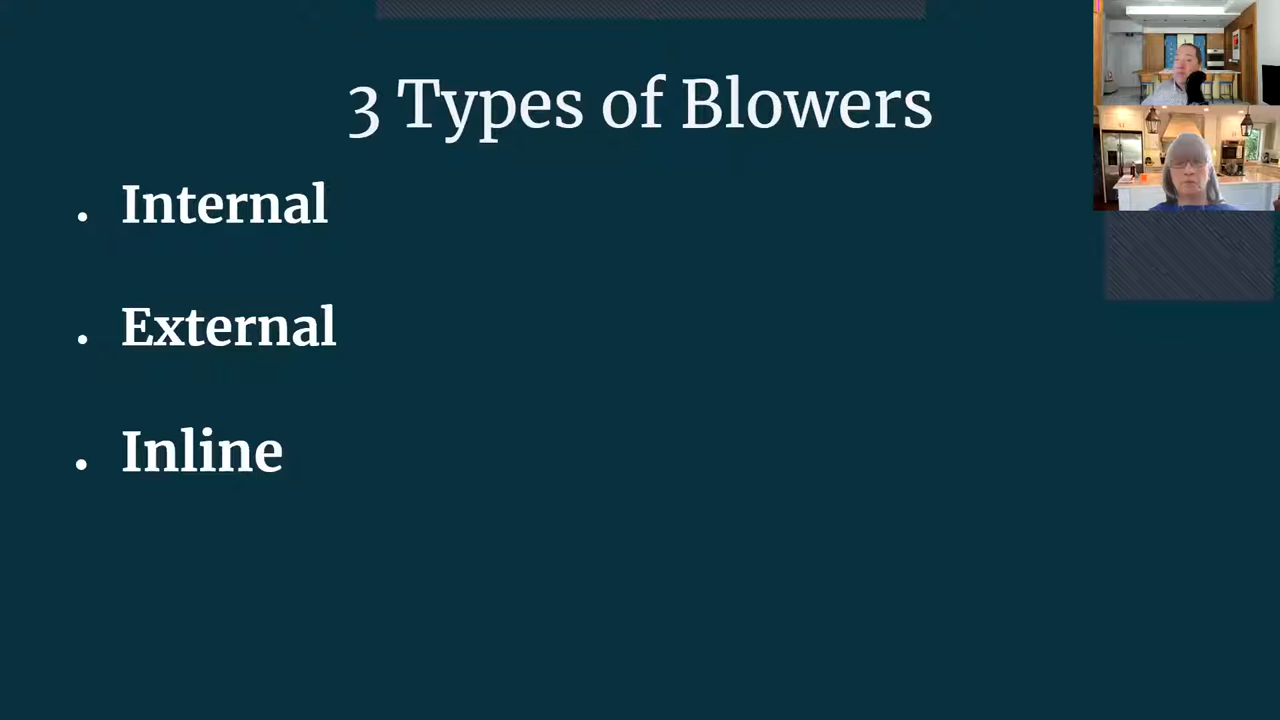 3 Types of Blowers
. Internal
. External
. Inline